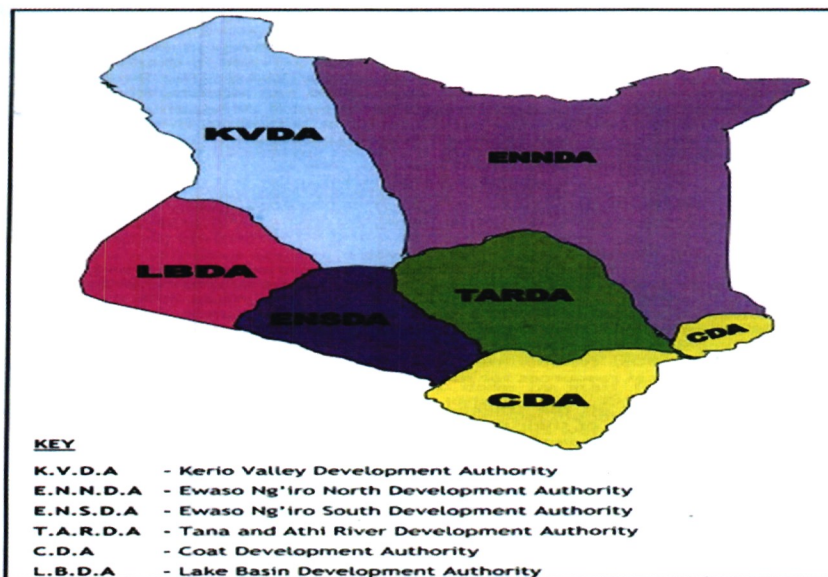 KVDA
ENNDA
LBDA
TARDA
ENSDA
CDA
CDA
KEY
K.V.D.A - Kerio Valley Development Authority
E.N.N.D.A - Ewaso Ng'iro North Development Authority
E.N.S.D.A - Ewaso Ng'iro South Development Authority
T.A.R.D.A - Tana and Athi River Development Authority
C.D.A - Coat Development Authority
L.B.D.A - Lake Basin Development Authority